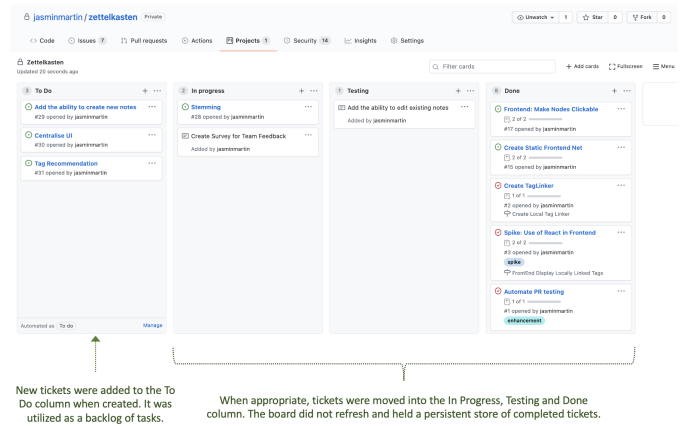 jasminmartin / zettelkasten Private
Unwatch 1 Star 0 Fork 0
Code Issues 7 Pull requests Actions Projects 1 Security 14 Insights Settings
Zettelkasten
Updated 20 seconds ago
Filter cards
Add cards Fullscreen Menu
3 To Do
Add the ability to create new notes
#29 opened by jasminmartin
Centralise UI
#30 opened by jasminmartin
Tag Recommendation
#31 opened by jasminmartin
Automated as To do Manage
2 In progress
Stemming
#28 opened by jasminmartin
Create Survey for Team Feedback
Added by jasminmartin
1 Testing
Add the ability to edit existing notes
Added by jasminmartin
6 Done
Frontend: Make Nodes Clickable
2 of 2
#17 opened by jasminmartin
Create Static Frontend Net
2 of 2
#15 opened by jasminmartin
Create TagLinker
1 of 1
#2 opened by jasminmartin
Create Local Tag Linker
Spike: Use of React in Frontend
2 of 2
#3 opened by jasminmartin
spike
FrontEnd Display Locally Linked Tags
Automate PR testing
1 of 1
#1 opened by jasminmartin
enhancement
New tickets were added to the To
Do column when created. It was
utilized as a backlog of tasks.
When appropriate, tickets were moved into the In Progress, Testing and Done
column. The board did not refresh and held a persistent store of completed tickets.